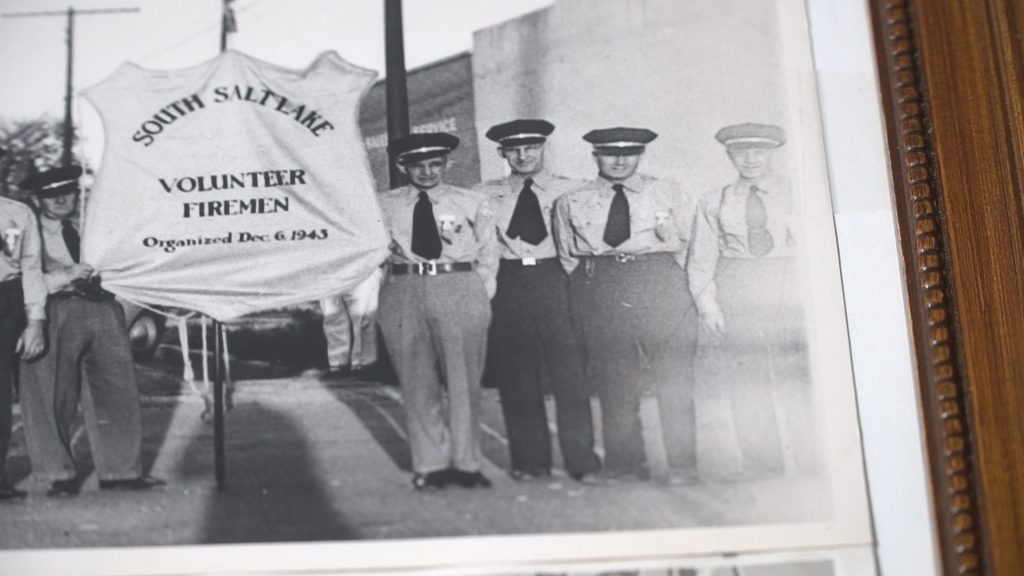 SOUTH SALT LAKE
VOLUNTEER
FIREMEN
Organized Dec. 6. 1943